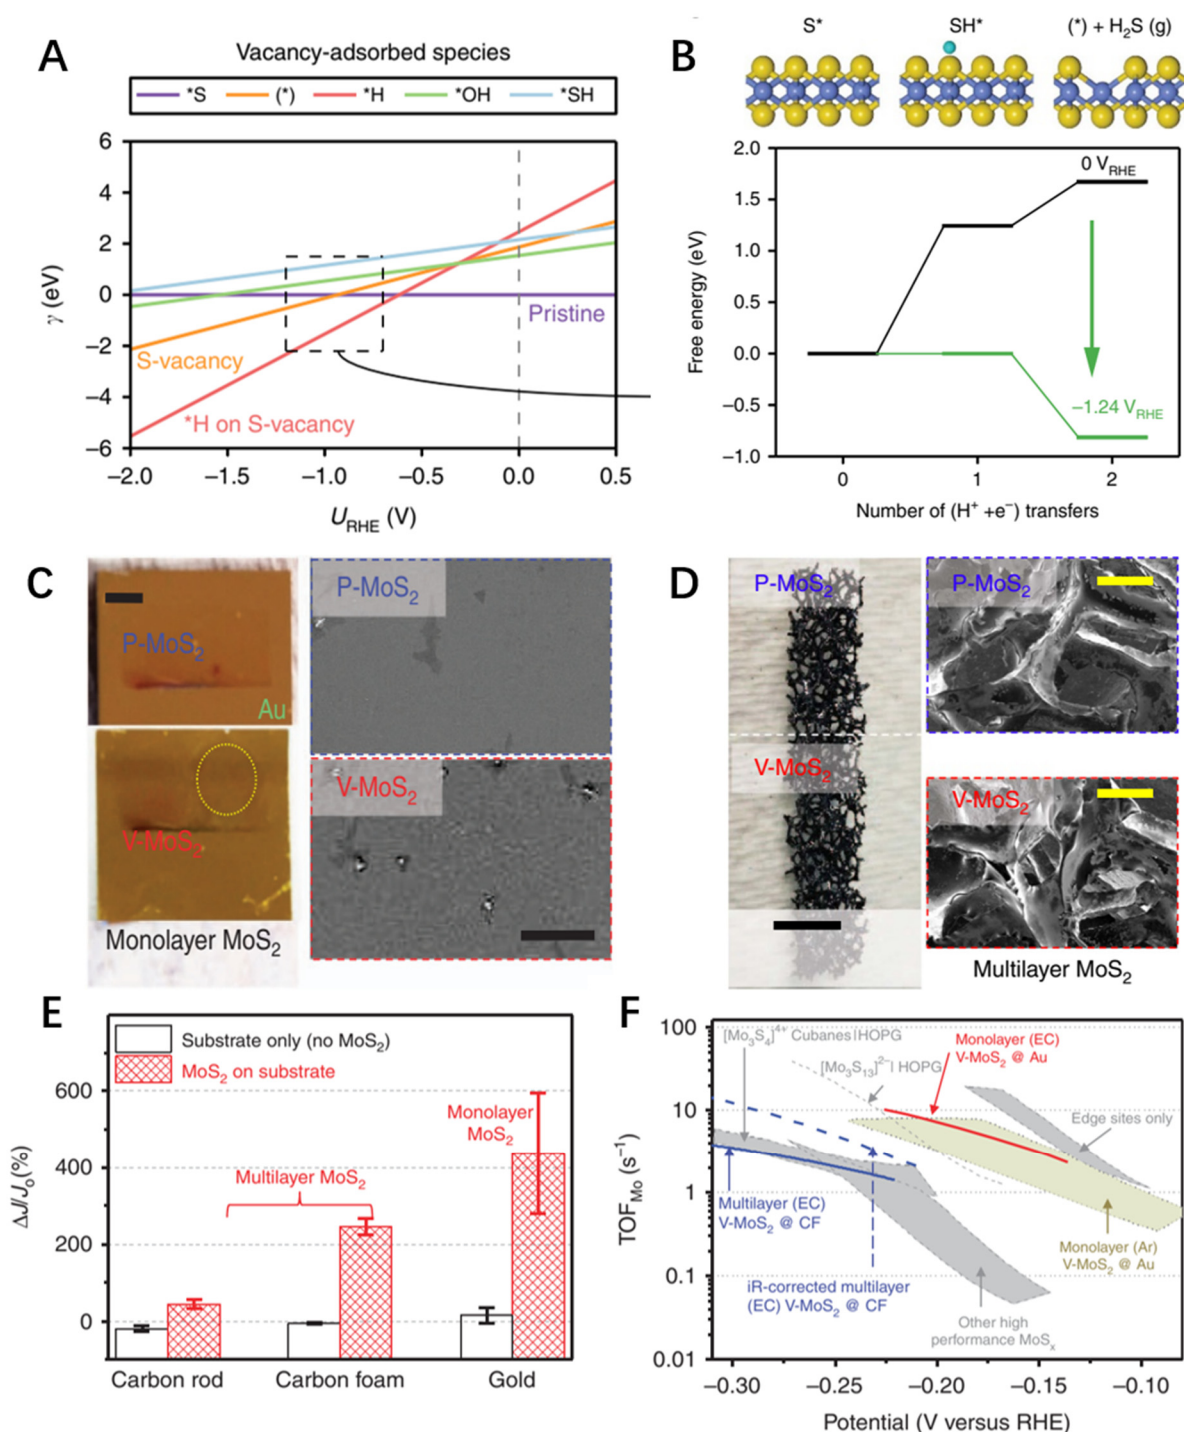 A
Vacancy-adsorbed species
*S (*) *H *OH *SH
6
4
2
0
−2
−4
−6
γ (eV)
Pristine
S-vacancy
*H on S-vacancy
−2.0 −1.5 −1.0 −0.5 0.0 0.5
U_RHE (V)
B
S* SH* (*) + H₂S (g)
2.0
1.5
1.0
0.5
0.0
−0.5
−1.0
Free energy (eV)
0 V_RHE
−1.24 V_RHE
0 1 2
Number of (H⁺ +e⁻) transfers
C
P-MoS₂
Au
V-MoS₂
Monolayer MoS₂
P-MoS₂
V-MoS₂
D
P-MoS₂
V-MoS₂
P-MoS₂
V-MoS₂
Multilayer MoS₂
E
Substrate only (no MoS₂)
MoS₂ on substrate
600
400
200
0
ΔJ/J₀(%)
Multilayer MoS₂
Monolayer
MoS₂
Carbon rod Carbon foam Gold
F
100
10
1
0.1
0.01
TOF_Mo (s⁻¹)
[Mo₃S₄]⁴⁺ Cubanes|HOPG
[Mo₃S₁₃]²⁻| HOPG
Monolayer (EC)
V-MoS₂ @ Au
Edge sites only
Multilayer (EC)
V-MoS₂ @ CF
Monolayer (Ar)
V-MoS₂ @ Au
iR-corrected multilayer
(EC) V-MoS₂ @ CF
Other high
performance MoSₓ
−0.30 −0.25 −0.20 −0.15 −0.10
Potential (V versus RHE)